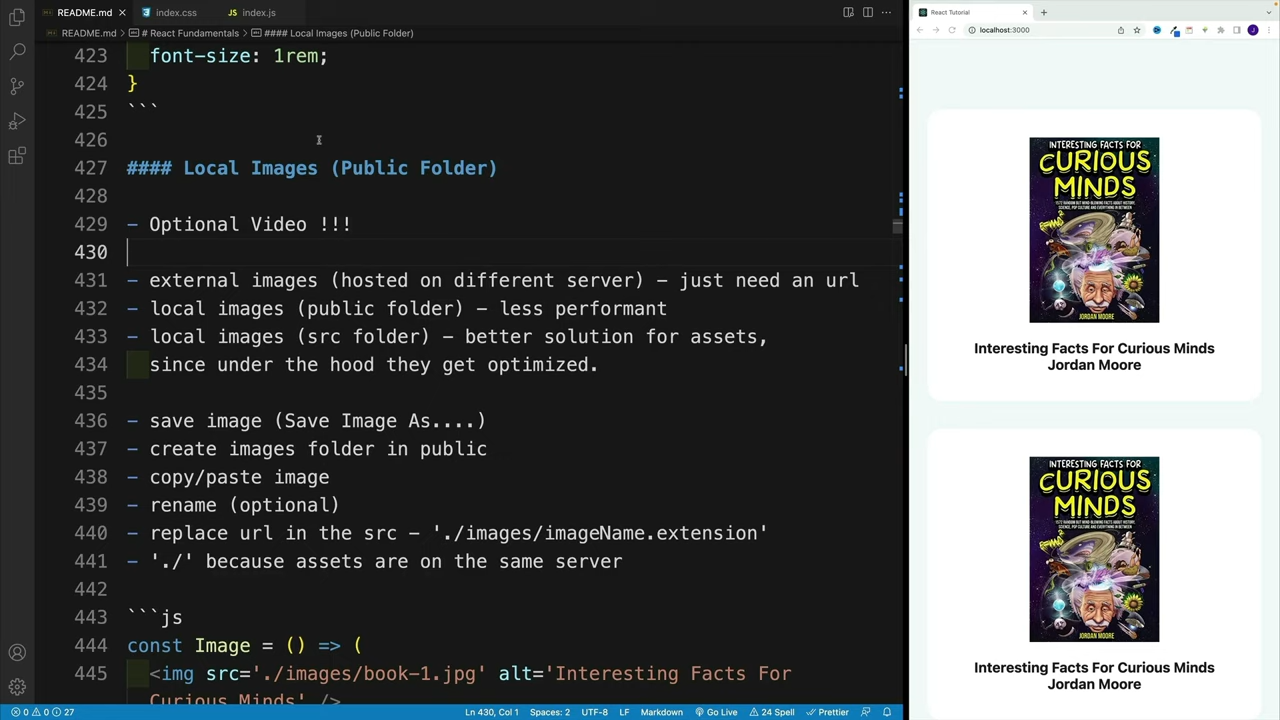 README.md
index.css
index.js
README.md > # React Fundamentals > #### Local Images (Public Folder)
423 font-size: 1rem;
424 }
425 ```
426
427 #### Local Images (Public Folder)
428
429 - Optional Video !!!
430
431 - external images (hosted on different server) - just need an url
432 - local images (public folder) - less performant
433 - local images (src folder) - better solution for assets,
434 since under the hood they get optimized.
435
436 - save image (Save Image As....)
437 - create images folder in public
438 - copy/paste image
439 - rename (optional)
440 - replace url in the src - './images/imageName.extension'
441 - './' because assets are on the same server
442
443 ```js
444 const Image = () => (
445 <img src='./images/book-1.jpg' alt='Interesting Facts For
Curious Minds' />
0 0 27
Ln 430, Col 1 Spaces: 2 UTF-8 LF Markdown Go Live 24 Spell Prettier
React Tutorial
localhost:3000
J
INTERESTING FACTS FOR
CURIOUS
MINDS
JORDAN MOORE
Interesting Facts For Curious Minds
Jordan Moore
INTERESTING FACTS FOR
CURIOUS
MINDS
JORDAN MOORE
Interesting Facts For Curious Minds
Jordan Moore